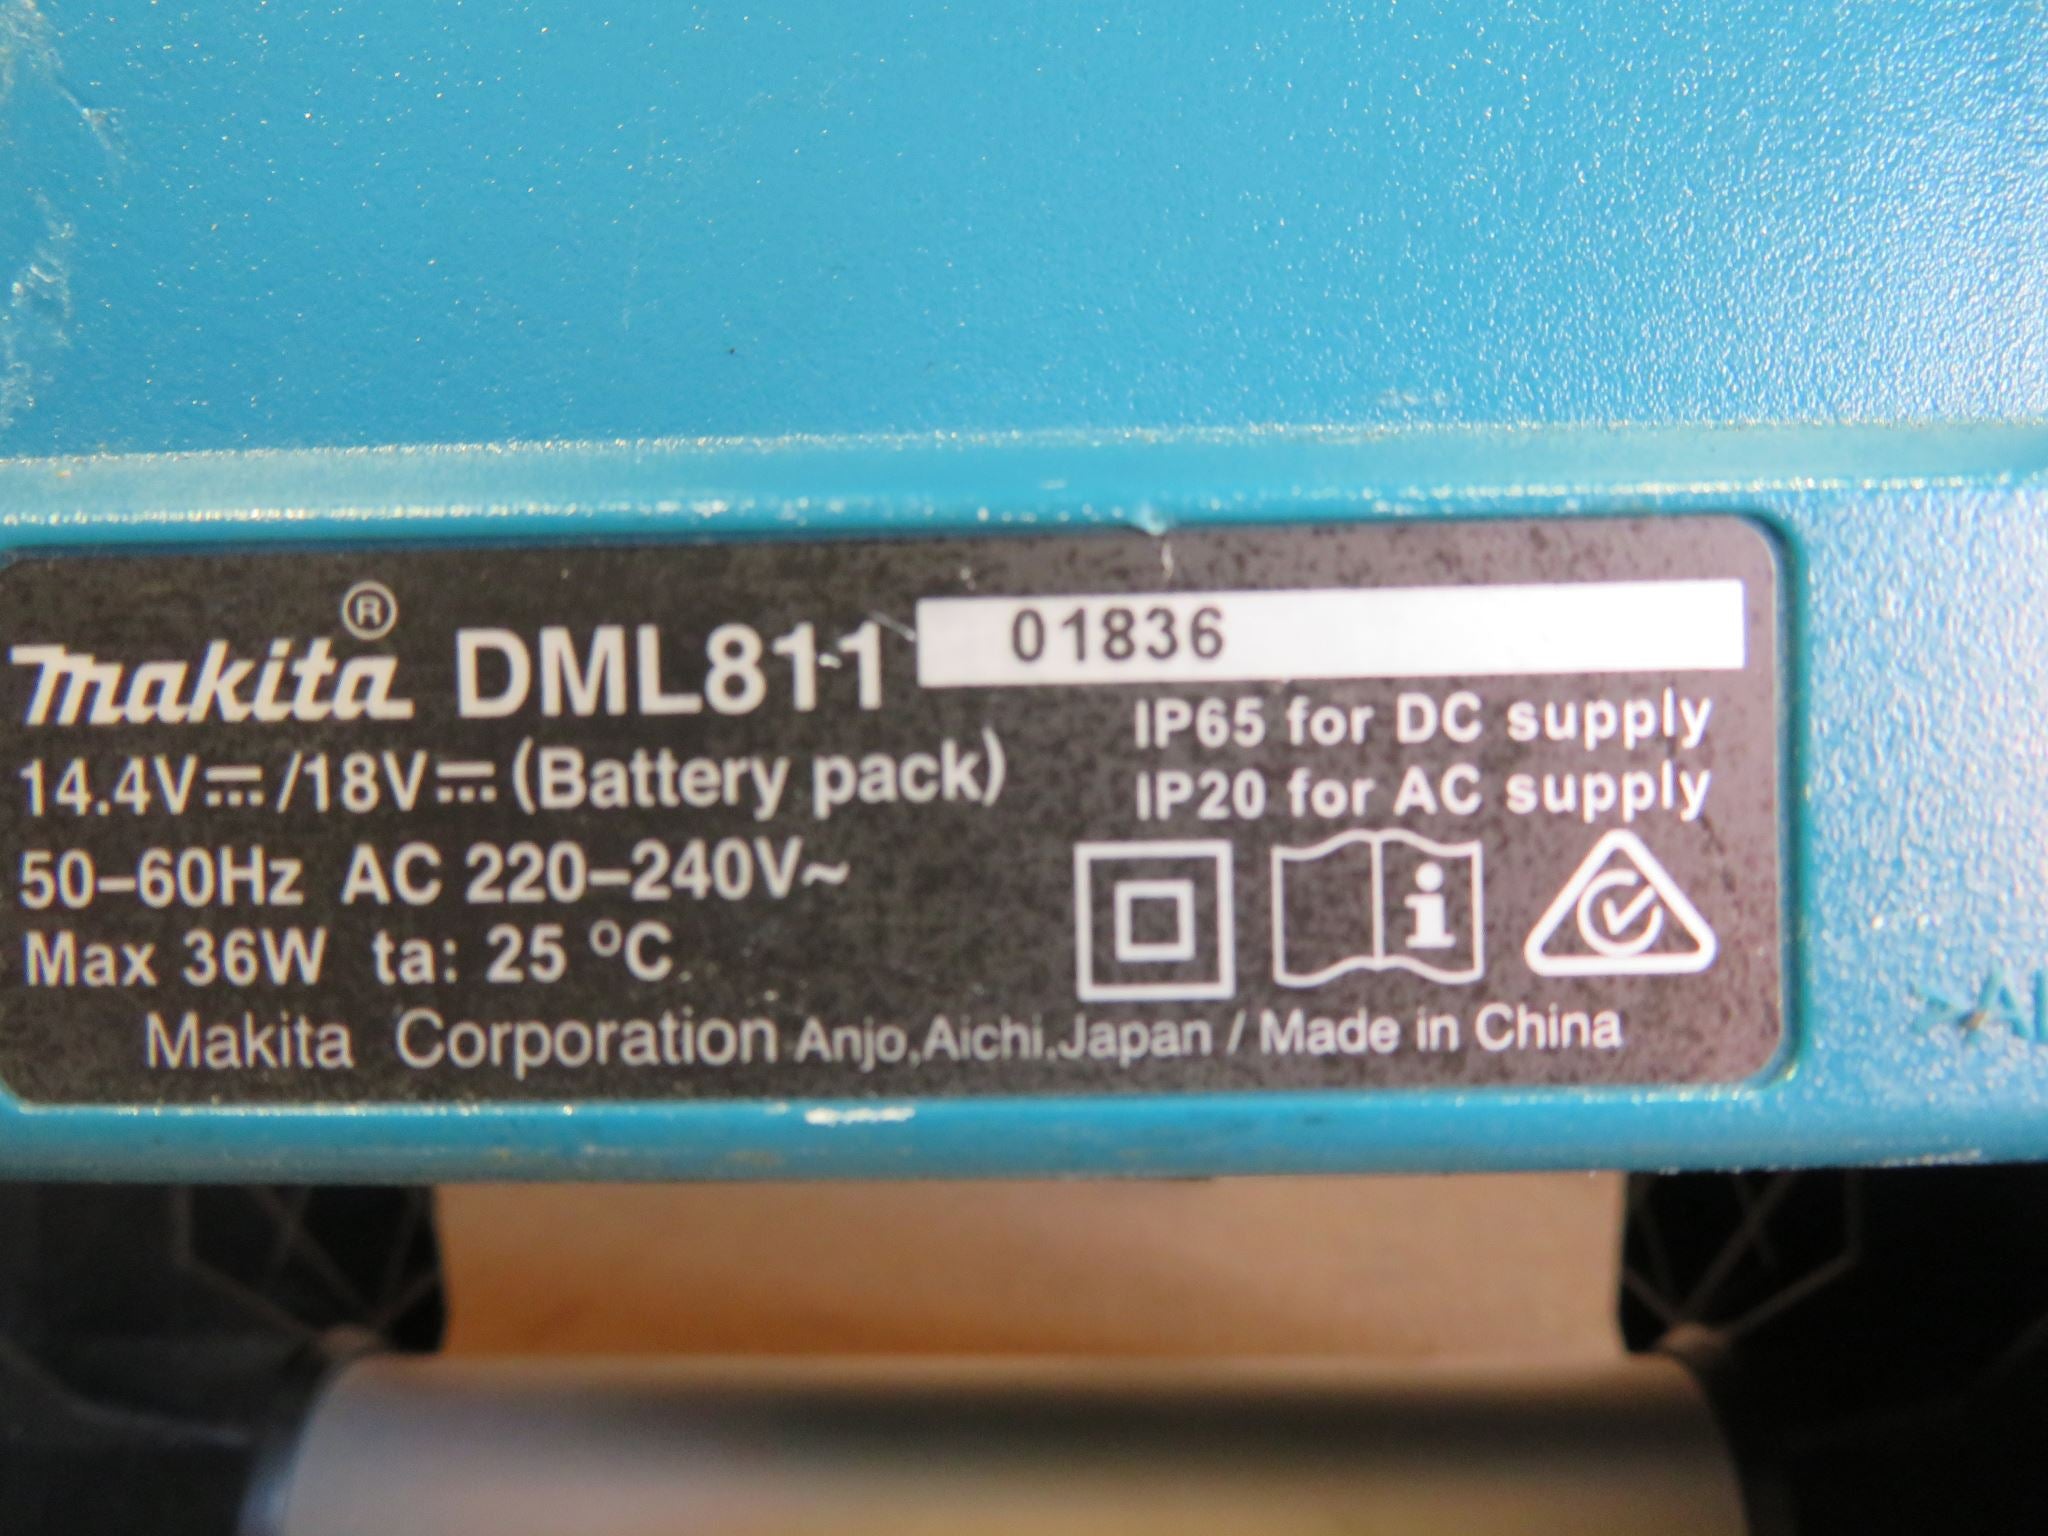 makita® DML811 01836
14.4V⎓/18V⎓(Battery pack)
IP65 for DC supply
IP20 for AC supply
50–60Hz AC 220–240V~
Max 36W ta: 25 °C
Makita Corporation Anjo,Aichi,Japan / Made in China